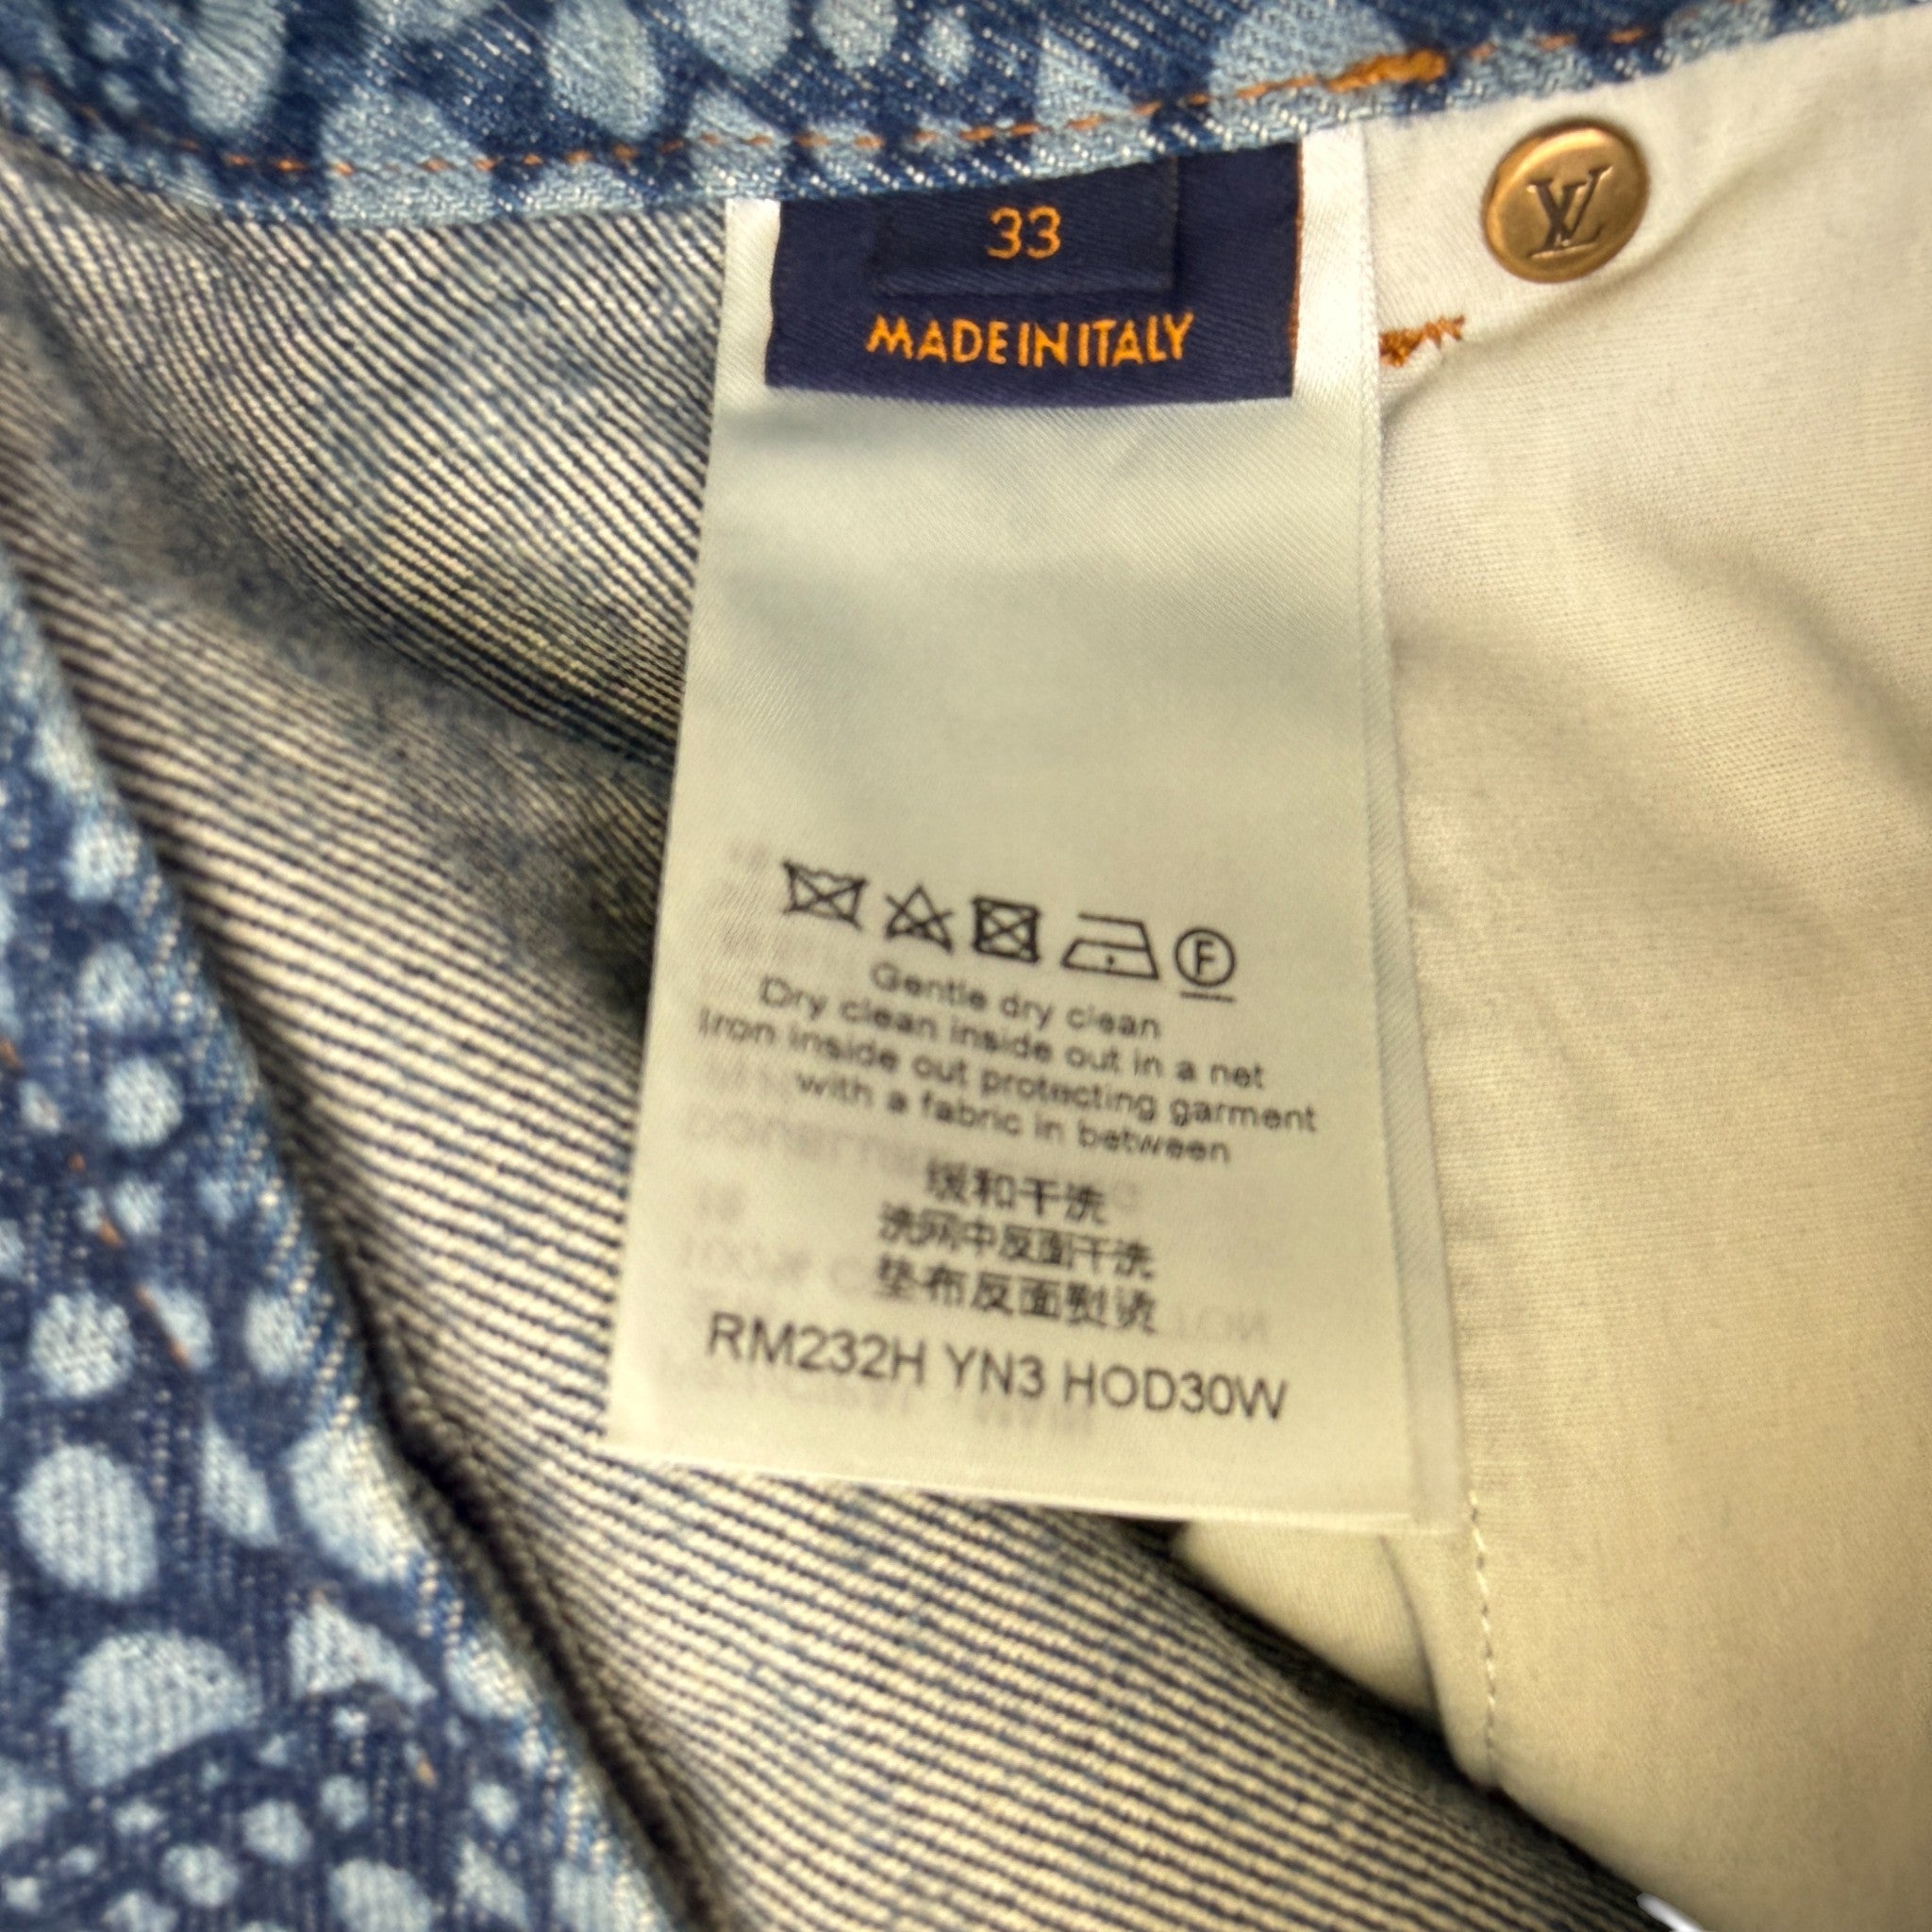 33
MADE IN ITALY
LV
F
Gentle dry clean
Dry clean inside out in a net
Iron inside out protecting garment
with a fabric in between
缓和干洗
洗网中反面干洗
垫布反面熨烫
RM232H YN3 HOD30W